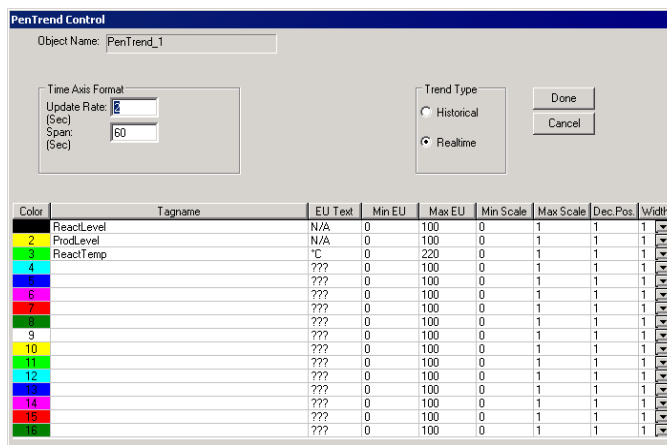 PenTrend Control
Object Name: PenTrend_1
Time Axis Format
Update Rate: 2
(Sec)
Span: 60
(Sec)
Trend Type
Historical
Realtime
Done
Cancel
Color Tagname EU Text Min EU Max EU Min Scale Max Scale Dec.Pos. Width
ReactLevel N/A 0 100 0 1 1 1
2 ProdLevel N/A 0 100 0 1 1 1
3 ReactTemp °C 0 220 0 1 1 1
4 ??? 0 100 0 1 1 1
5 ??? 0 100 0 1 1 1
6 ??? 0 100 0 1 1 1
7 ??? 0 100 0 1 1 1
8 ??? 0 100 0 1 1 1
9 ??? 0 100 0 1 1 1
10 ??? 0 100 0 1 1 1
11 ??? 0 100 0 1 1 1
12 ??? 0 100 0 1 1 1
13 ??? 0 100 0 1 1 1
14 ??? 0 100 0 1 1 1
15 ??? 0 100 0 1 1 1
16 ??? 0 100 0 1 1 1